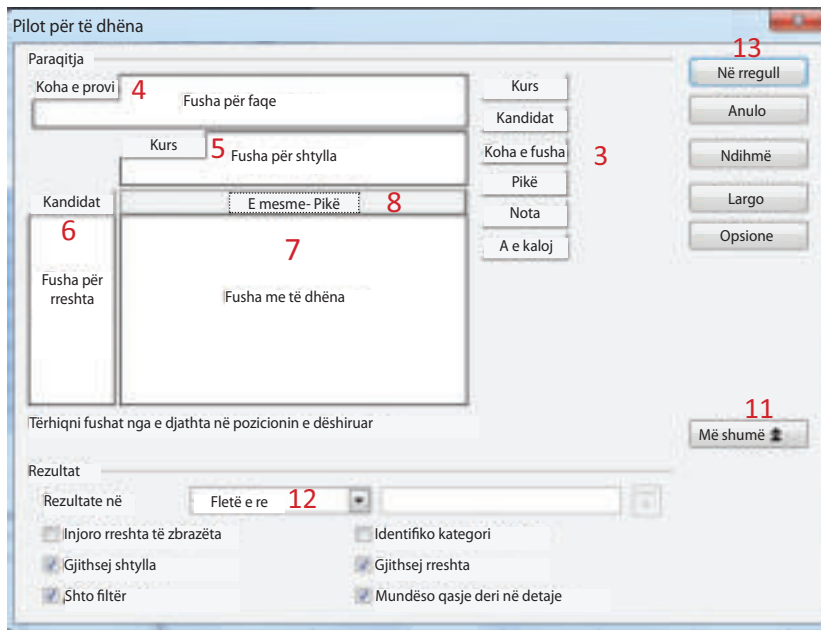 Pilot për të dhëna
Paraqitja
13
Në rregull
Koha e provi 4
Fusha për faqe
Kurs
Kandidat
Anulo
Kurs 5
Fusha për shtylla
Koha e fusha
3
Ndihmë
Pikë
Kandidat
E mesme- Pikë 8
Nota
Largo
6
7
A e kaloj
Opsione
Fusha për
rreshta
Fusha me të dhëna
Tërhiqni fushat nga e djathta në pozicionin e dëshiruar
11
Më shumë
Rezultat
Rezultate në
Fletë e re 12
Injoro rreshta të zbrazëta
Identifiko kategori
Gjithsej shtylla
Gjithsej rreshta
Shto filtër
Mundëso qasje deri në detaje